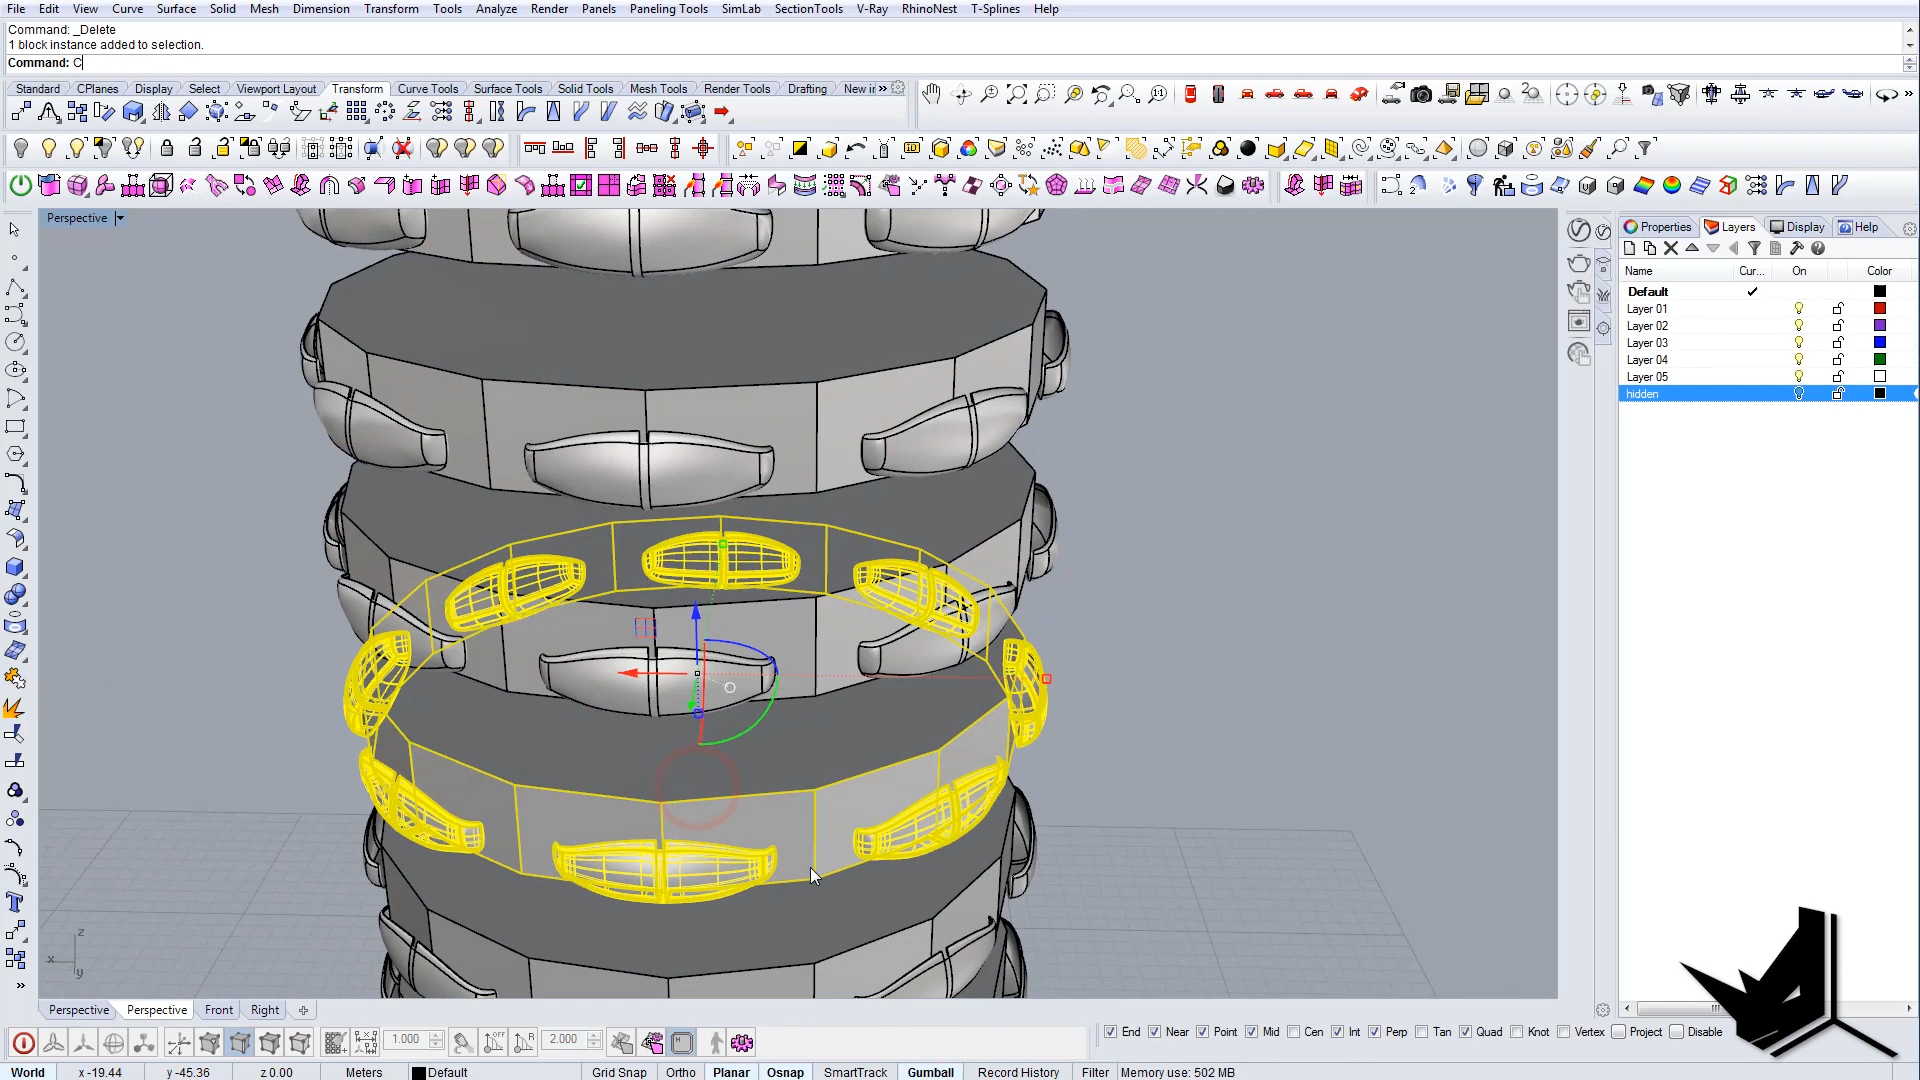 File Edit View Curve Surface Solid Mesh Dimension Transform Tools Analyze Render Panels Paneling Tools SimLab SectionTools V-Ray RhinoNest T-Splines Help
Command: _Delete
1 block instance added to selection.
Command: C
Standard CPlanes Display Select Viewport Layout Transform Curve Tools Surface Tools Solid Tools Mesh Tools Render Tools Drafting New in »
Perspective
Properties Layers Display Help
Name Cur... On Color
Default
Layer 01
Layer 02
Layer 03
Layer 04
Layer 05
hidden
z
x
y
Perspective Perspective Front Right
1.000 2.000 End Near Point Mid Cen Int Perp Tan Quad Knot Vertex Project Disable
World x -19.44 y -45.36 z 0.00 Meters Default Grid Snap Ortho Planar Osnap SmartTrack Gumball Record History Filter Memory use: 502 MB